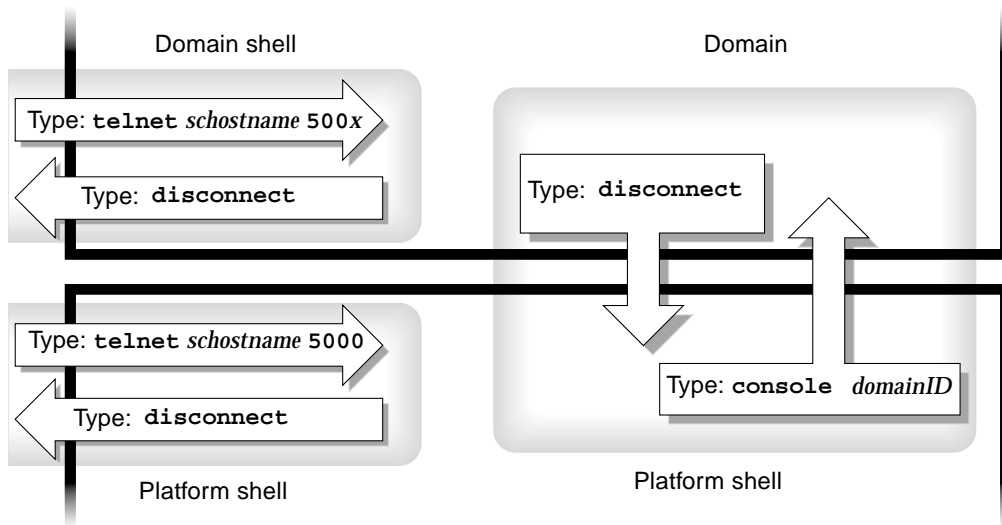 Domain shell
Domain
Type: telnet schostname 500x
Type: disconnect
Type: disconnect
Type: telnet schostname 5000
Type: console domainID
Type: disconnect
Platform shell
Platform shell